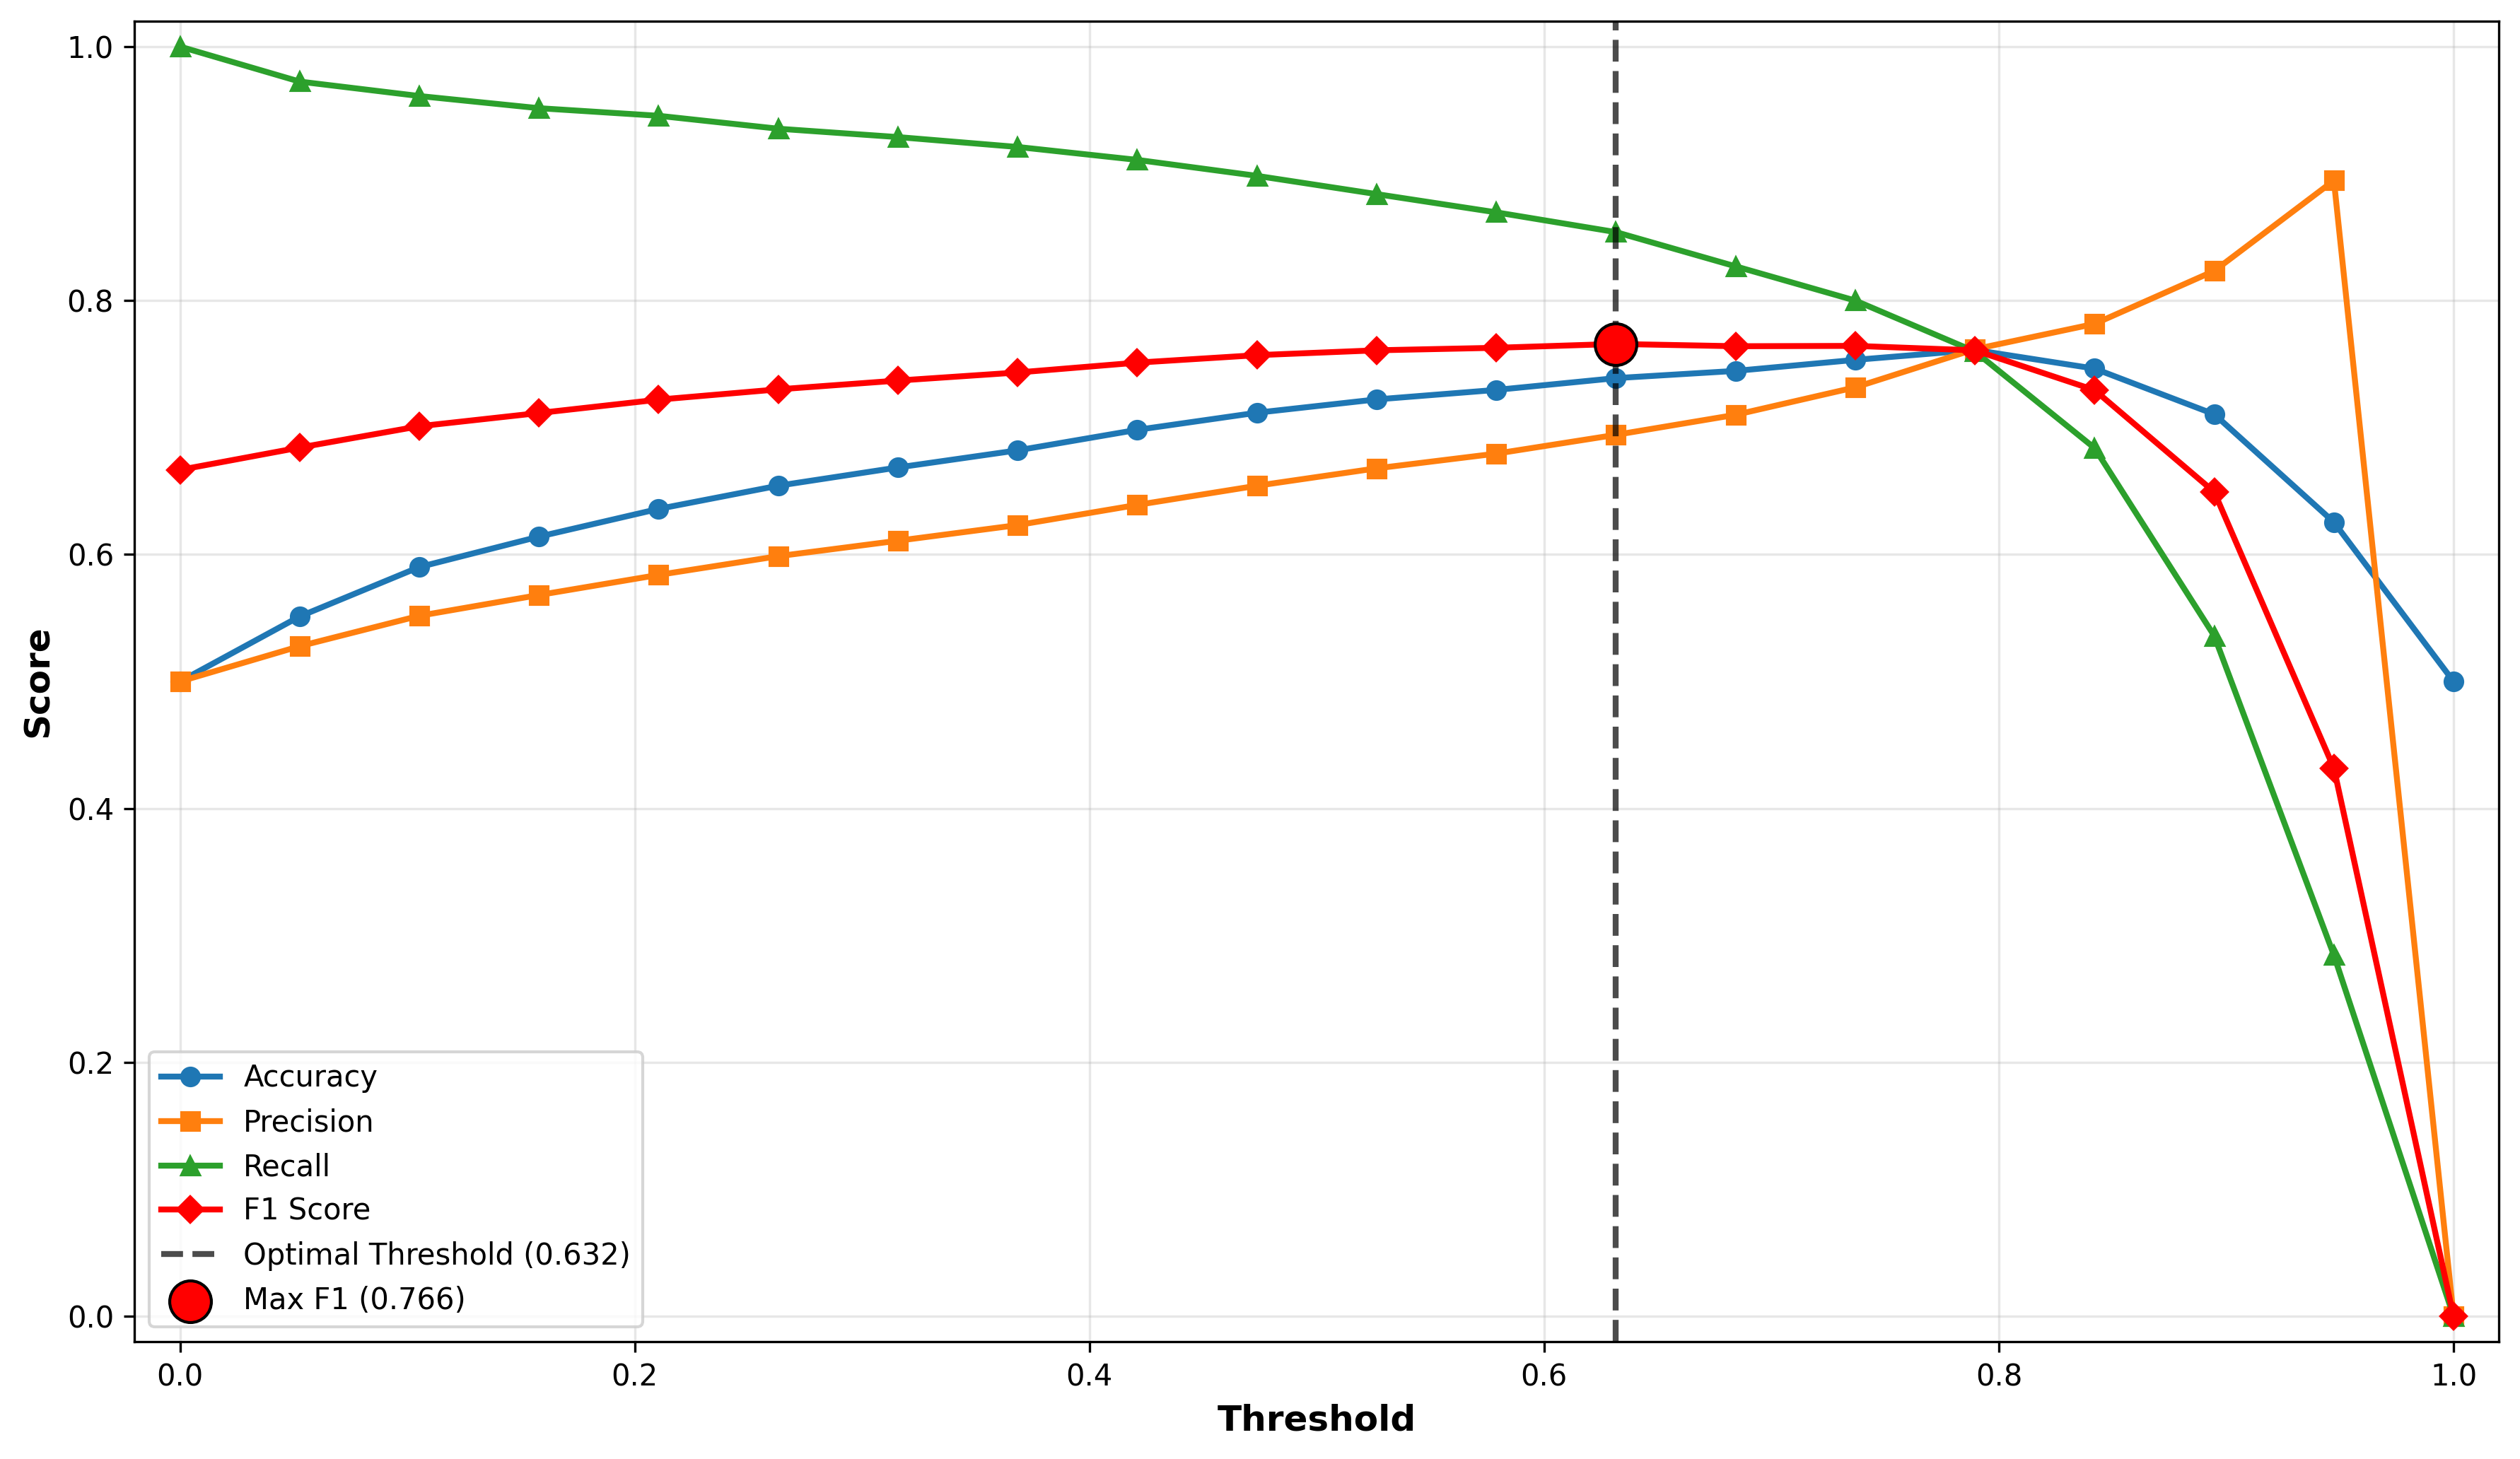 1.0
0.8
0.6
0.4
0.2
0.0
Score
Accuracy
Precision
Recall
F1 Score
Optimal Threshold (0.632)
Max F1 (0.766)
0.0 0.2 0.4 0.6 0.8 1.0
Threshold